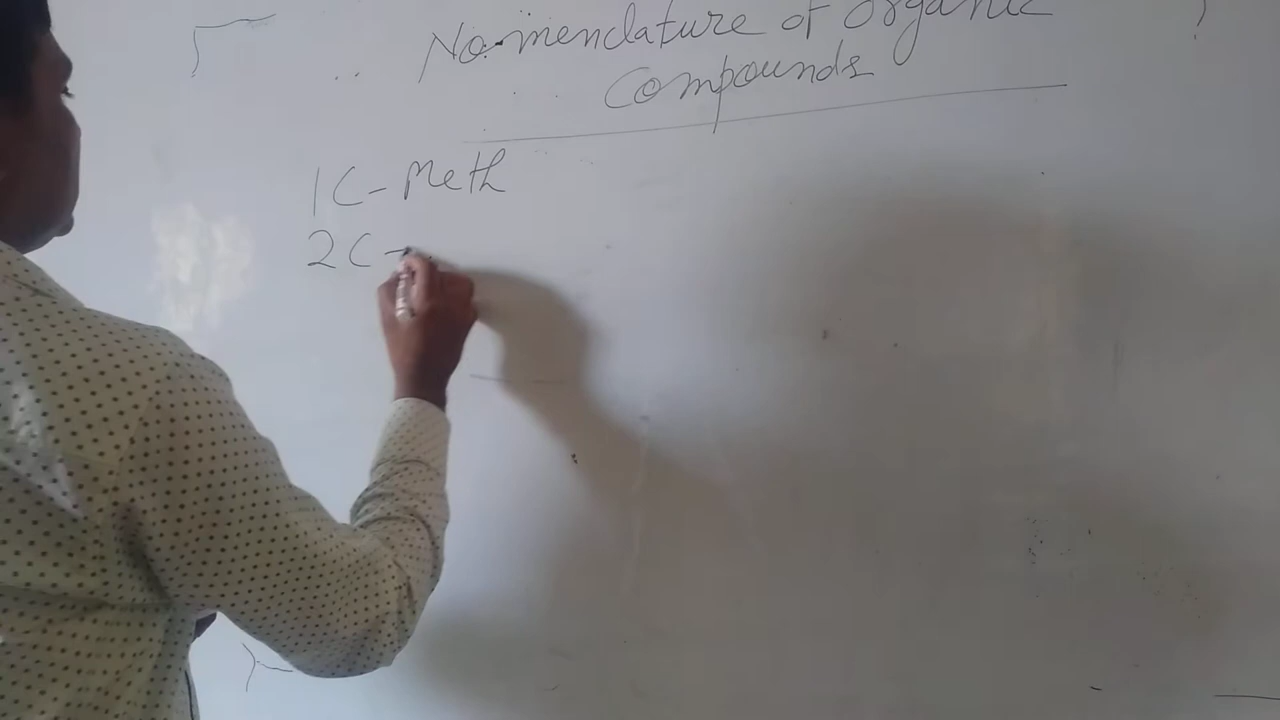 Nomenclature of Organic
Compounds
1C - Meth
2C -